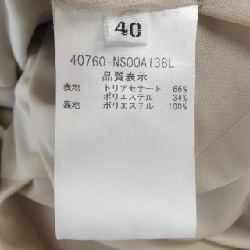 40
40760-NS00A138L
品質表示
表地 トリアセテート 66%
ポリエステル 34%
裏地 ポリエステル 100%